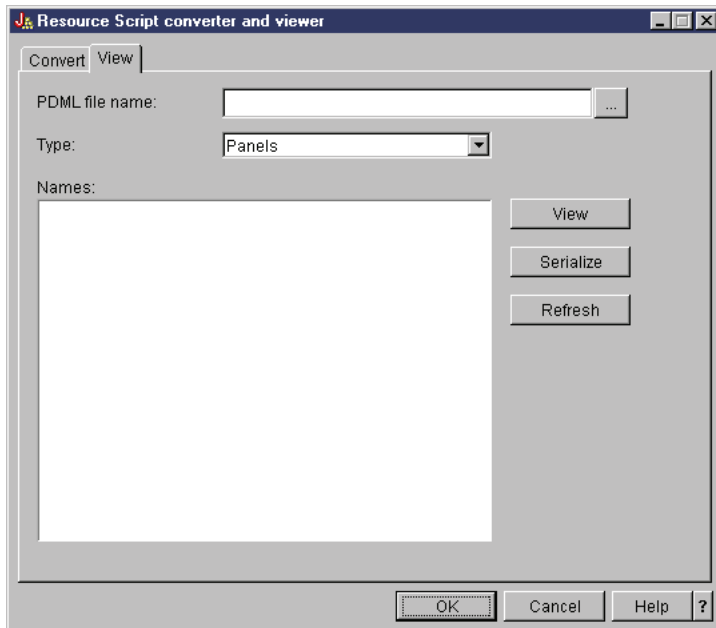 Resource Script converter and viewer
Convert View
PDML file name:
...
Type: Panels
Names:
View
Serialize
Refresh
OK Cancel Help ?